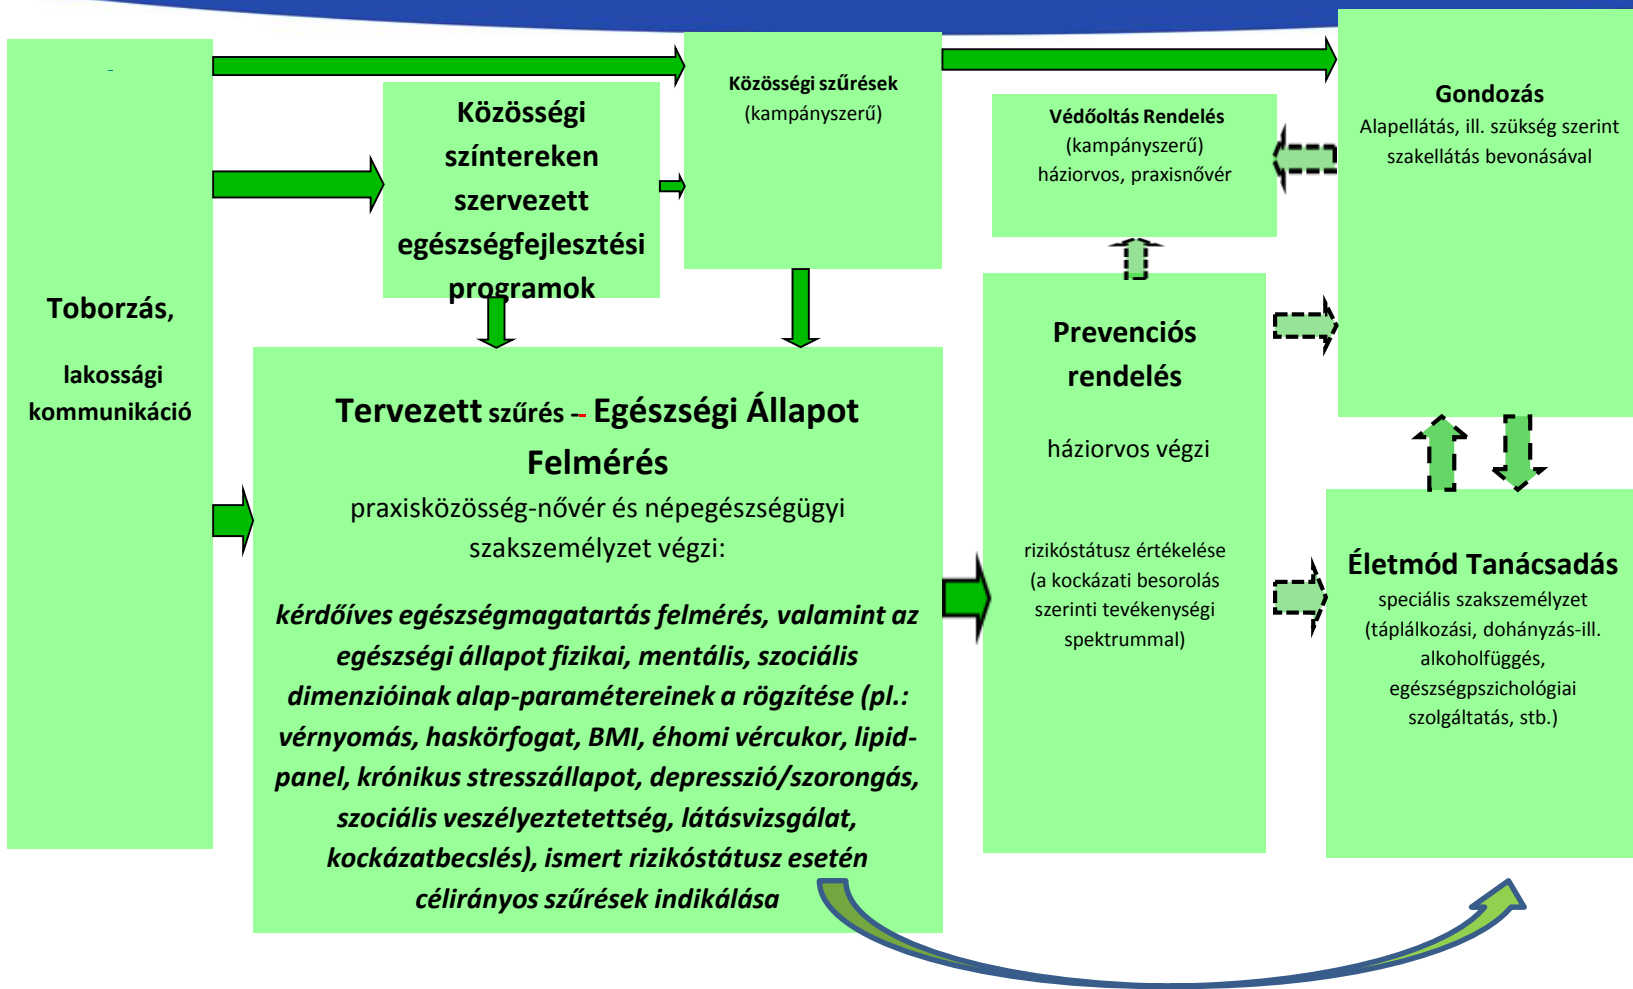 Toborzás,
lakossági
kommunikáció
Közösségi
színtereken
szervezett
egészségfejlesztési
programok
Közösségi szűrések
(kampányszerű)
Tervezett szűrés -- Egészségi Állapot
Felmérés
praxisközösség-nővér és népegészségügyi
szakszemélyzet végzi:
kérdőíves egészségmagatartás felmérés, valamint az
egészségi állapot fizikai, mentális, szociális
dimenzióinak alap-paramétereinek a rögzítése (pl.:
vérnyomás, haskörfogat, BMI, éhomi vércukor, lipid-
panel, krónikus stresszállapot, depresszió/szorongás,
szociális veszélyeztetettség, látásvizsgálat,
kockázatbecslés), ismert rizikóstátusz esetén
célirányos szűrések indikálása
Védőoltás Rendelés
(kampányszerű)
háziorvos, praxisnővér
Prevenciós
rendelés
háziorvos végzi
rizikóstátusz értékelése
(a kockázati besorolás
szerinti tevékenységi
spektrummal)
Gondozás
Alapellátás, ill. szükség szerint
szakellátás bevonásával
Életmód Tanácsadás
speciális szakszemélyzet
(táplálkozási, dohányzás-ill.
alkoholfüggés,
egészségpszichológiai
szolgáltatás, stb.)